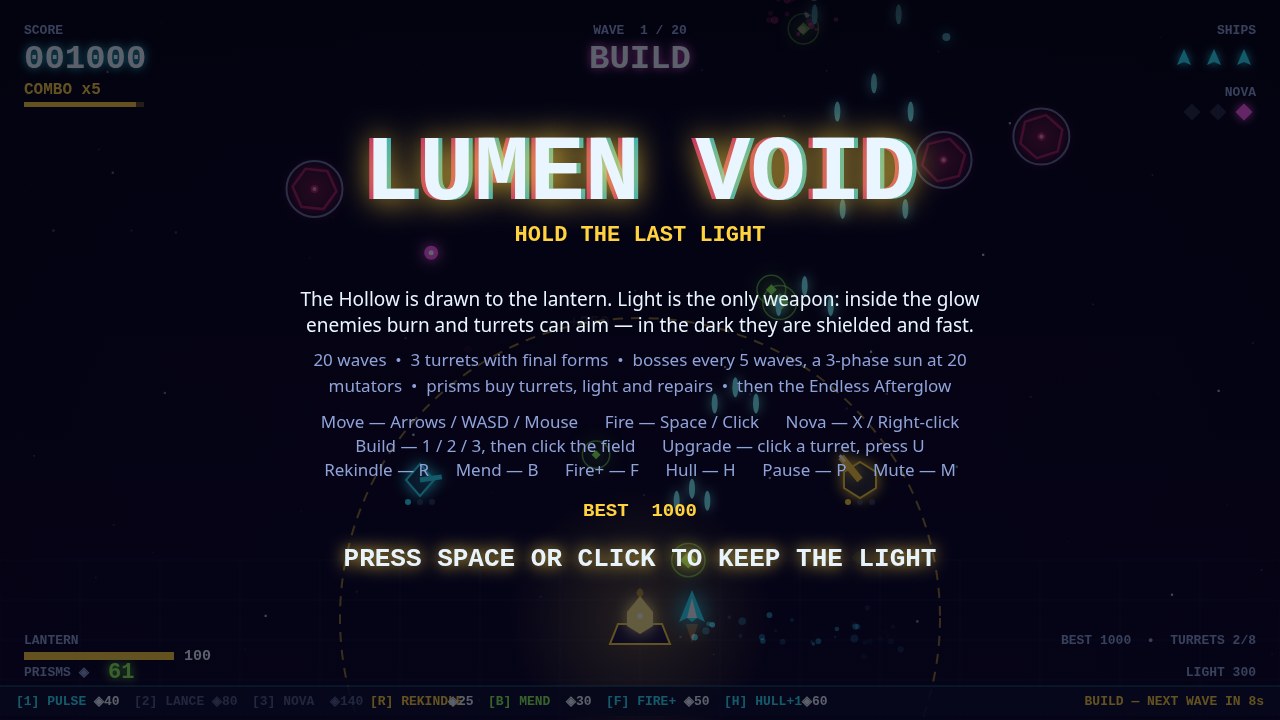 SCORE
001000
COMBO x5
WAVE 1 / 20
BUILD
SHIPS
NOVA
LUMEN VOID
HOLD THE LAST LIGHT
The Hollow is drawn to the lantern. Light is the only weapon: inside the glow
enemies burn and turrets can aim — in the dark they are shielded and fast.
20 waves • 3 turrets with final forms • bosses every 5 waves, a 3-phase sun at 20
mutators • prisms buy turrets, light and repairs • then the Endless Afterglow
Move — Arrows / WASD / Mouse Fire — Space / Click Nova — X / Right-click
Build — 1 / 2 / 3, then click the field Upgrade — click a turret, press U
Rekindle — R Mend — B Fire+ — F Hull — H Pause — P Mute — M
BEST 1000
PRESS SPACE OR CLICK TO KEEP THE LIGHT
LANTERN
100
PRISMS ◈ 61
BEST 1000 • TURRETS 2/8
LIGHT 300
[1] PULSE ◈40 [2] LANCE ◈80 [3] NOVA ◈140 [R] REKINDLE ◈25 [B] MEND ◈30 [F] FIRE+ ◈50 [H] HULL+1 ◈60
BUILD — NEXT WAVE IN 8s